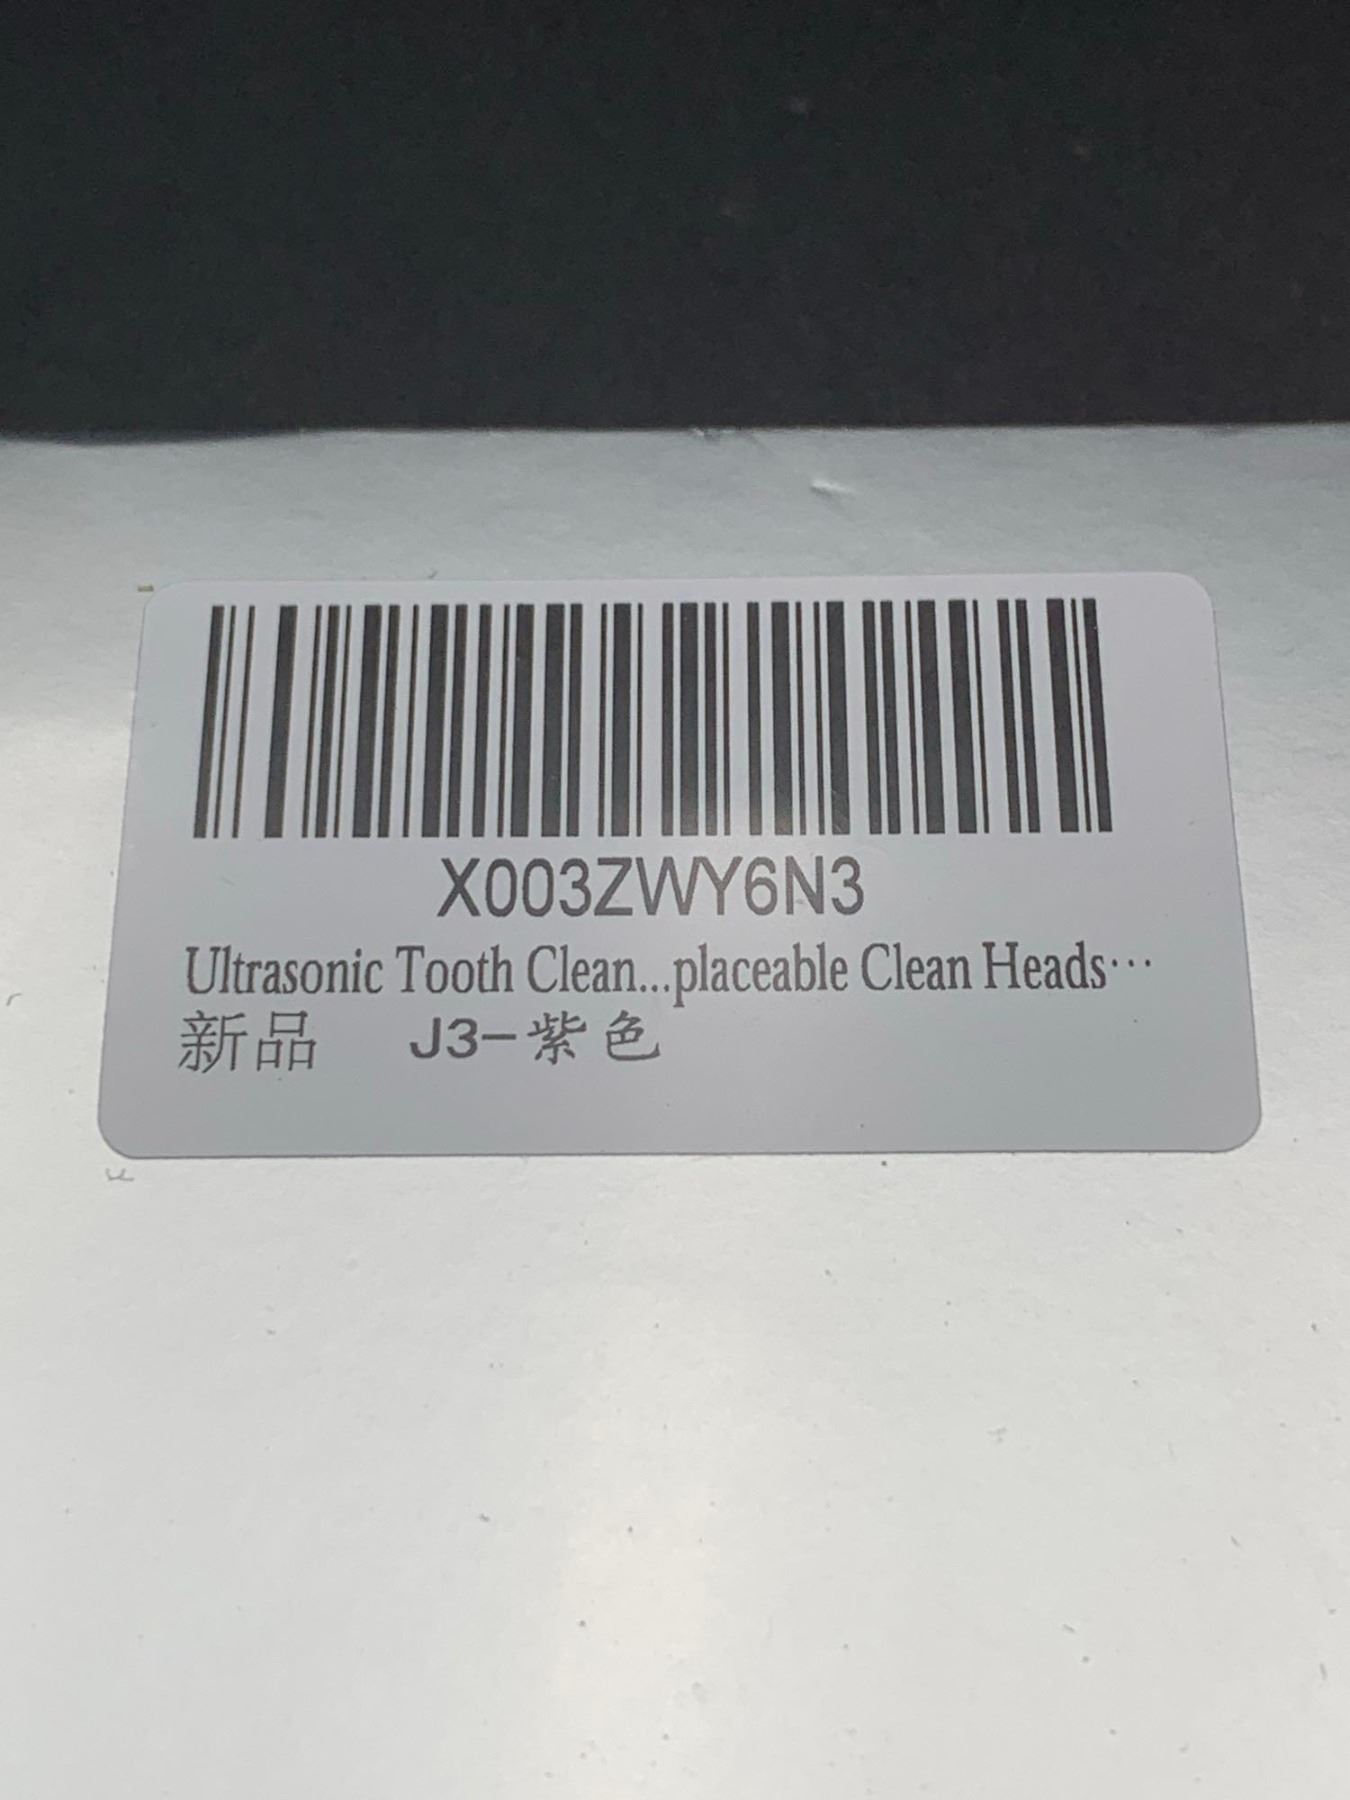 X003ZWY6N3
Ultrasonic Tooth Clean...placeable Clean Heads···
新品 J3-紫色